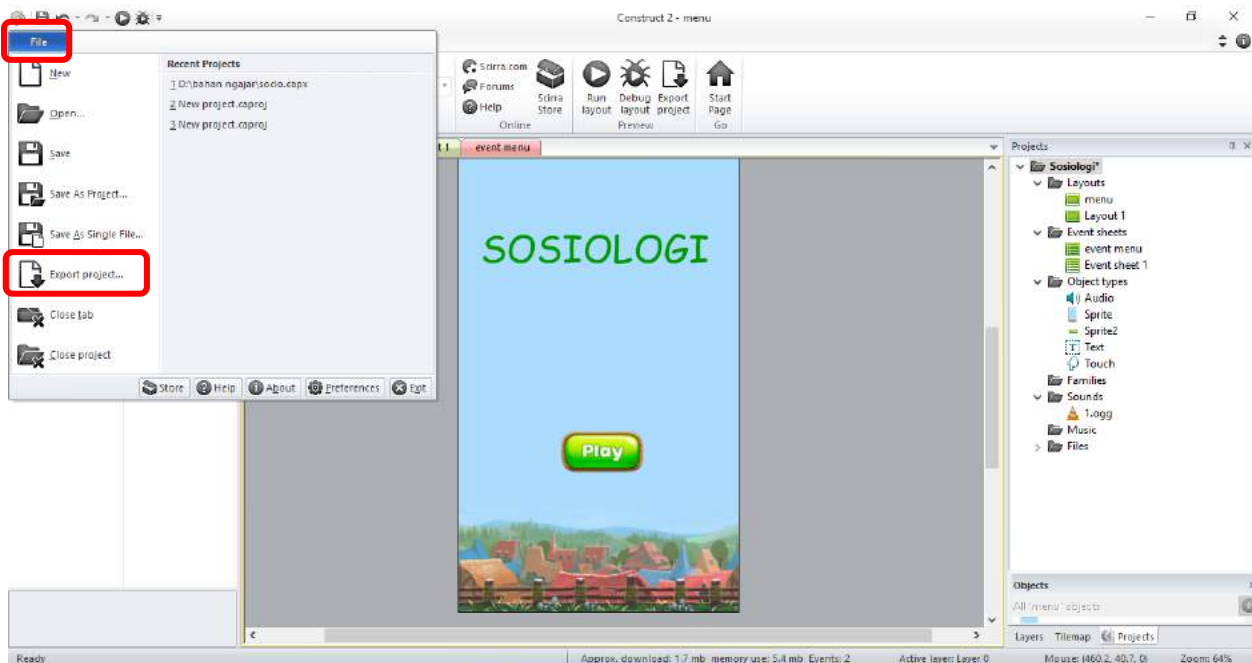 Construct 2 - menu
File
New
Open...
Save
Save As Project...
Save As Single File...
Export project...
Close tab
Close project
Recent Projects
1 D:\bahan ngajar\socio.capx
2 New project.caproj
3 New project.caproj
Store Help About Preferences Exit
Scirra.com
Forums
Help
Scirra Store
Online
Run layout
Debug layout
Export project
Preview
Start Page
Go
t 1
event menu
SOSIOLOGI
Play
Projects
Sosiologi*
Layouts
menu
Layout 1
Event sheets
event menu
Event sheet 1
Object types
Audio
Sprite
Sprite2
Text
Touch
Families
Sounds
1.ogg
Music
Files
Objects
All 'menu' objects
Layers Tilemap Projects
Ready
Approx. download: 1.7 mb memory use: 5.4 mb Events: 2 Active layer: Layer 0 Mouse: (460.2, 40.7, 0) Zoom: 64%